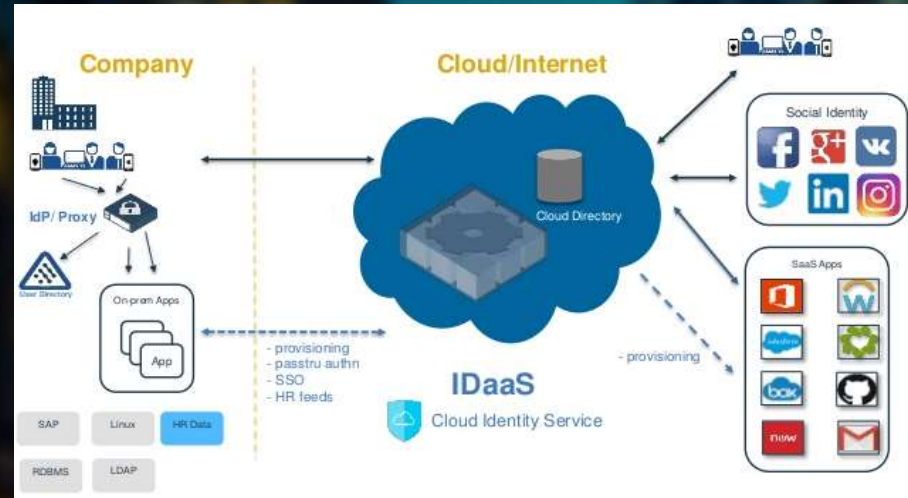 Company
Cloud/Internet
Social Identity
IdP/ Proxy
Cloud Directory
User Directory
On-prem Apps
App
SaaS Apps
salesforce
box
now
- provisioning
- passtru authn
- SSO
- HR feeds
- provisioning
IDaaS
Cloud Identity Service
SAP
Linux
HR Data
RDBMS
LDAP